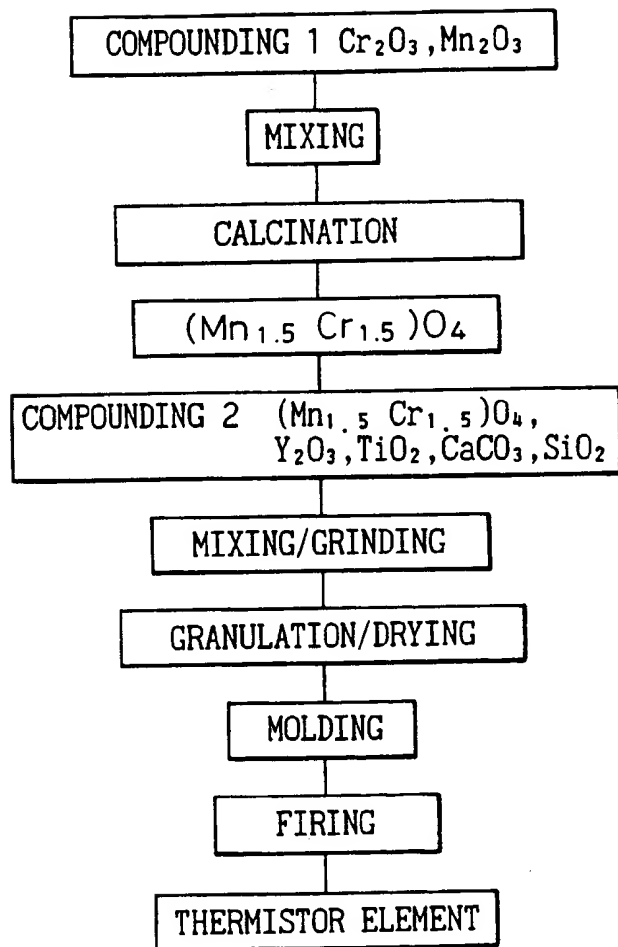 COMPOUNDING 1 Cr₂O₃,Mn₂O₃
MIXING
CALCINATION
(Mn₁.₅ Cr₁.₅)O₄
COMPOUNDING 2 (Mn₁.₅ Cr₁.₅)O₄,
Y₂O₃,TiO₂,CaCO₃,SiO₂
MIXING/GRINDING
GRANULATION/DRYING
MOLDING
FIRING
THERMISTOR ELEMENT